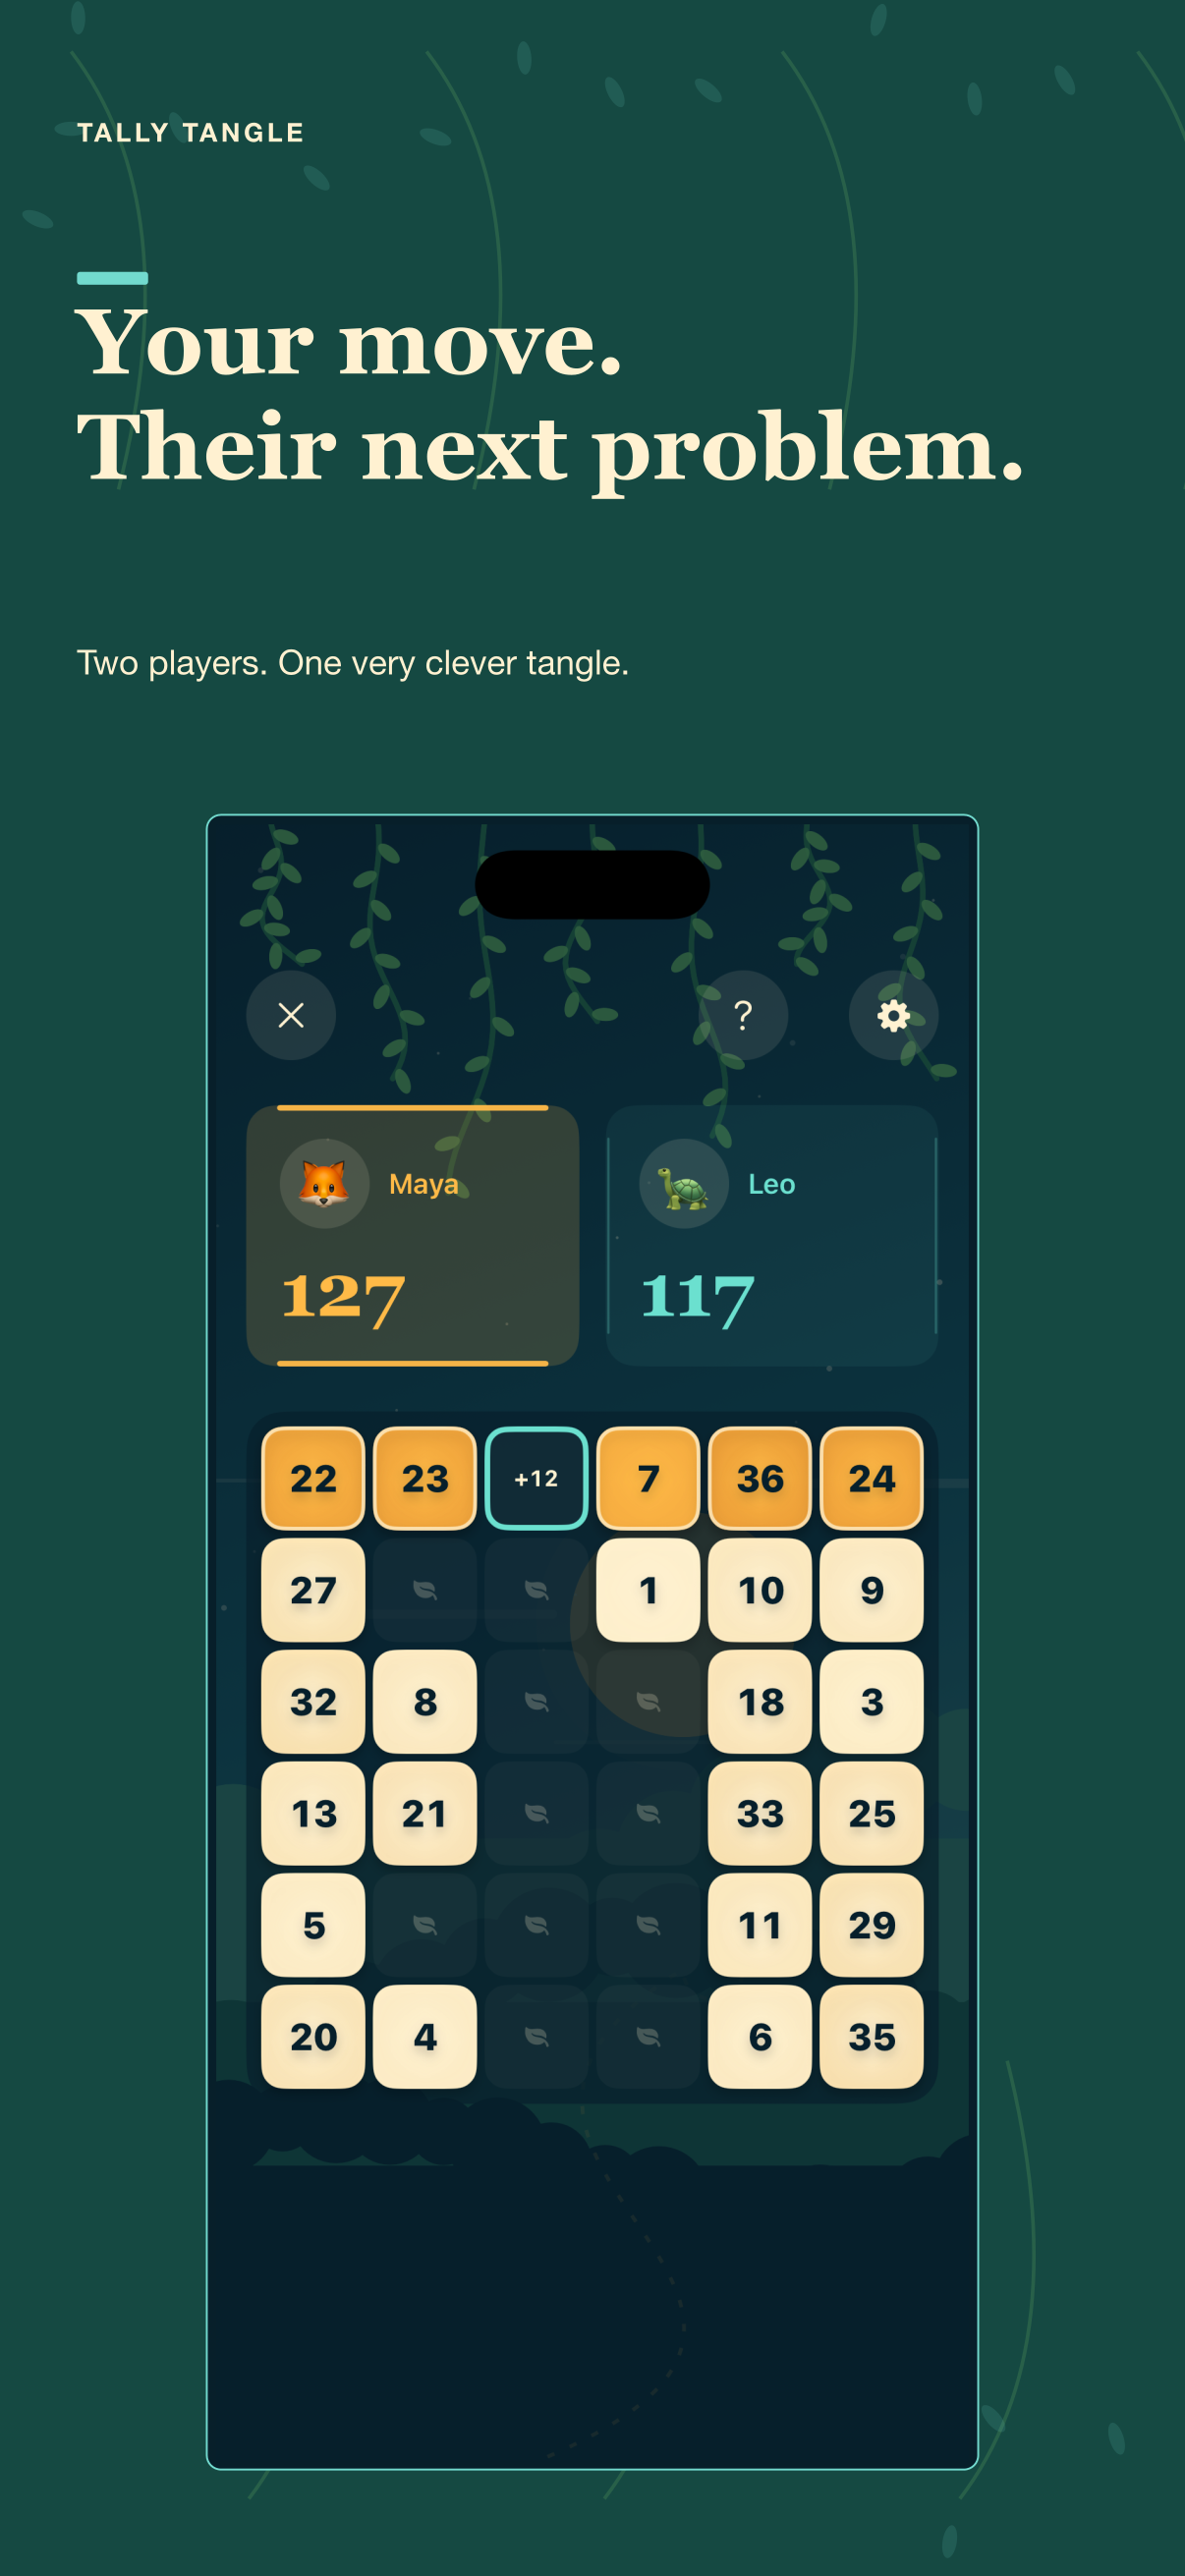 TALLY TANGLE
Your move.
Their next problem.
Two players. One very clever tangle.
?
Maya
Leo
127
117
22 23 +12 7 36 24
27 1 10 9
32 8 18 3
13 21 33 25
5 11 29
20 4 6 35